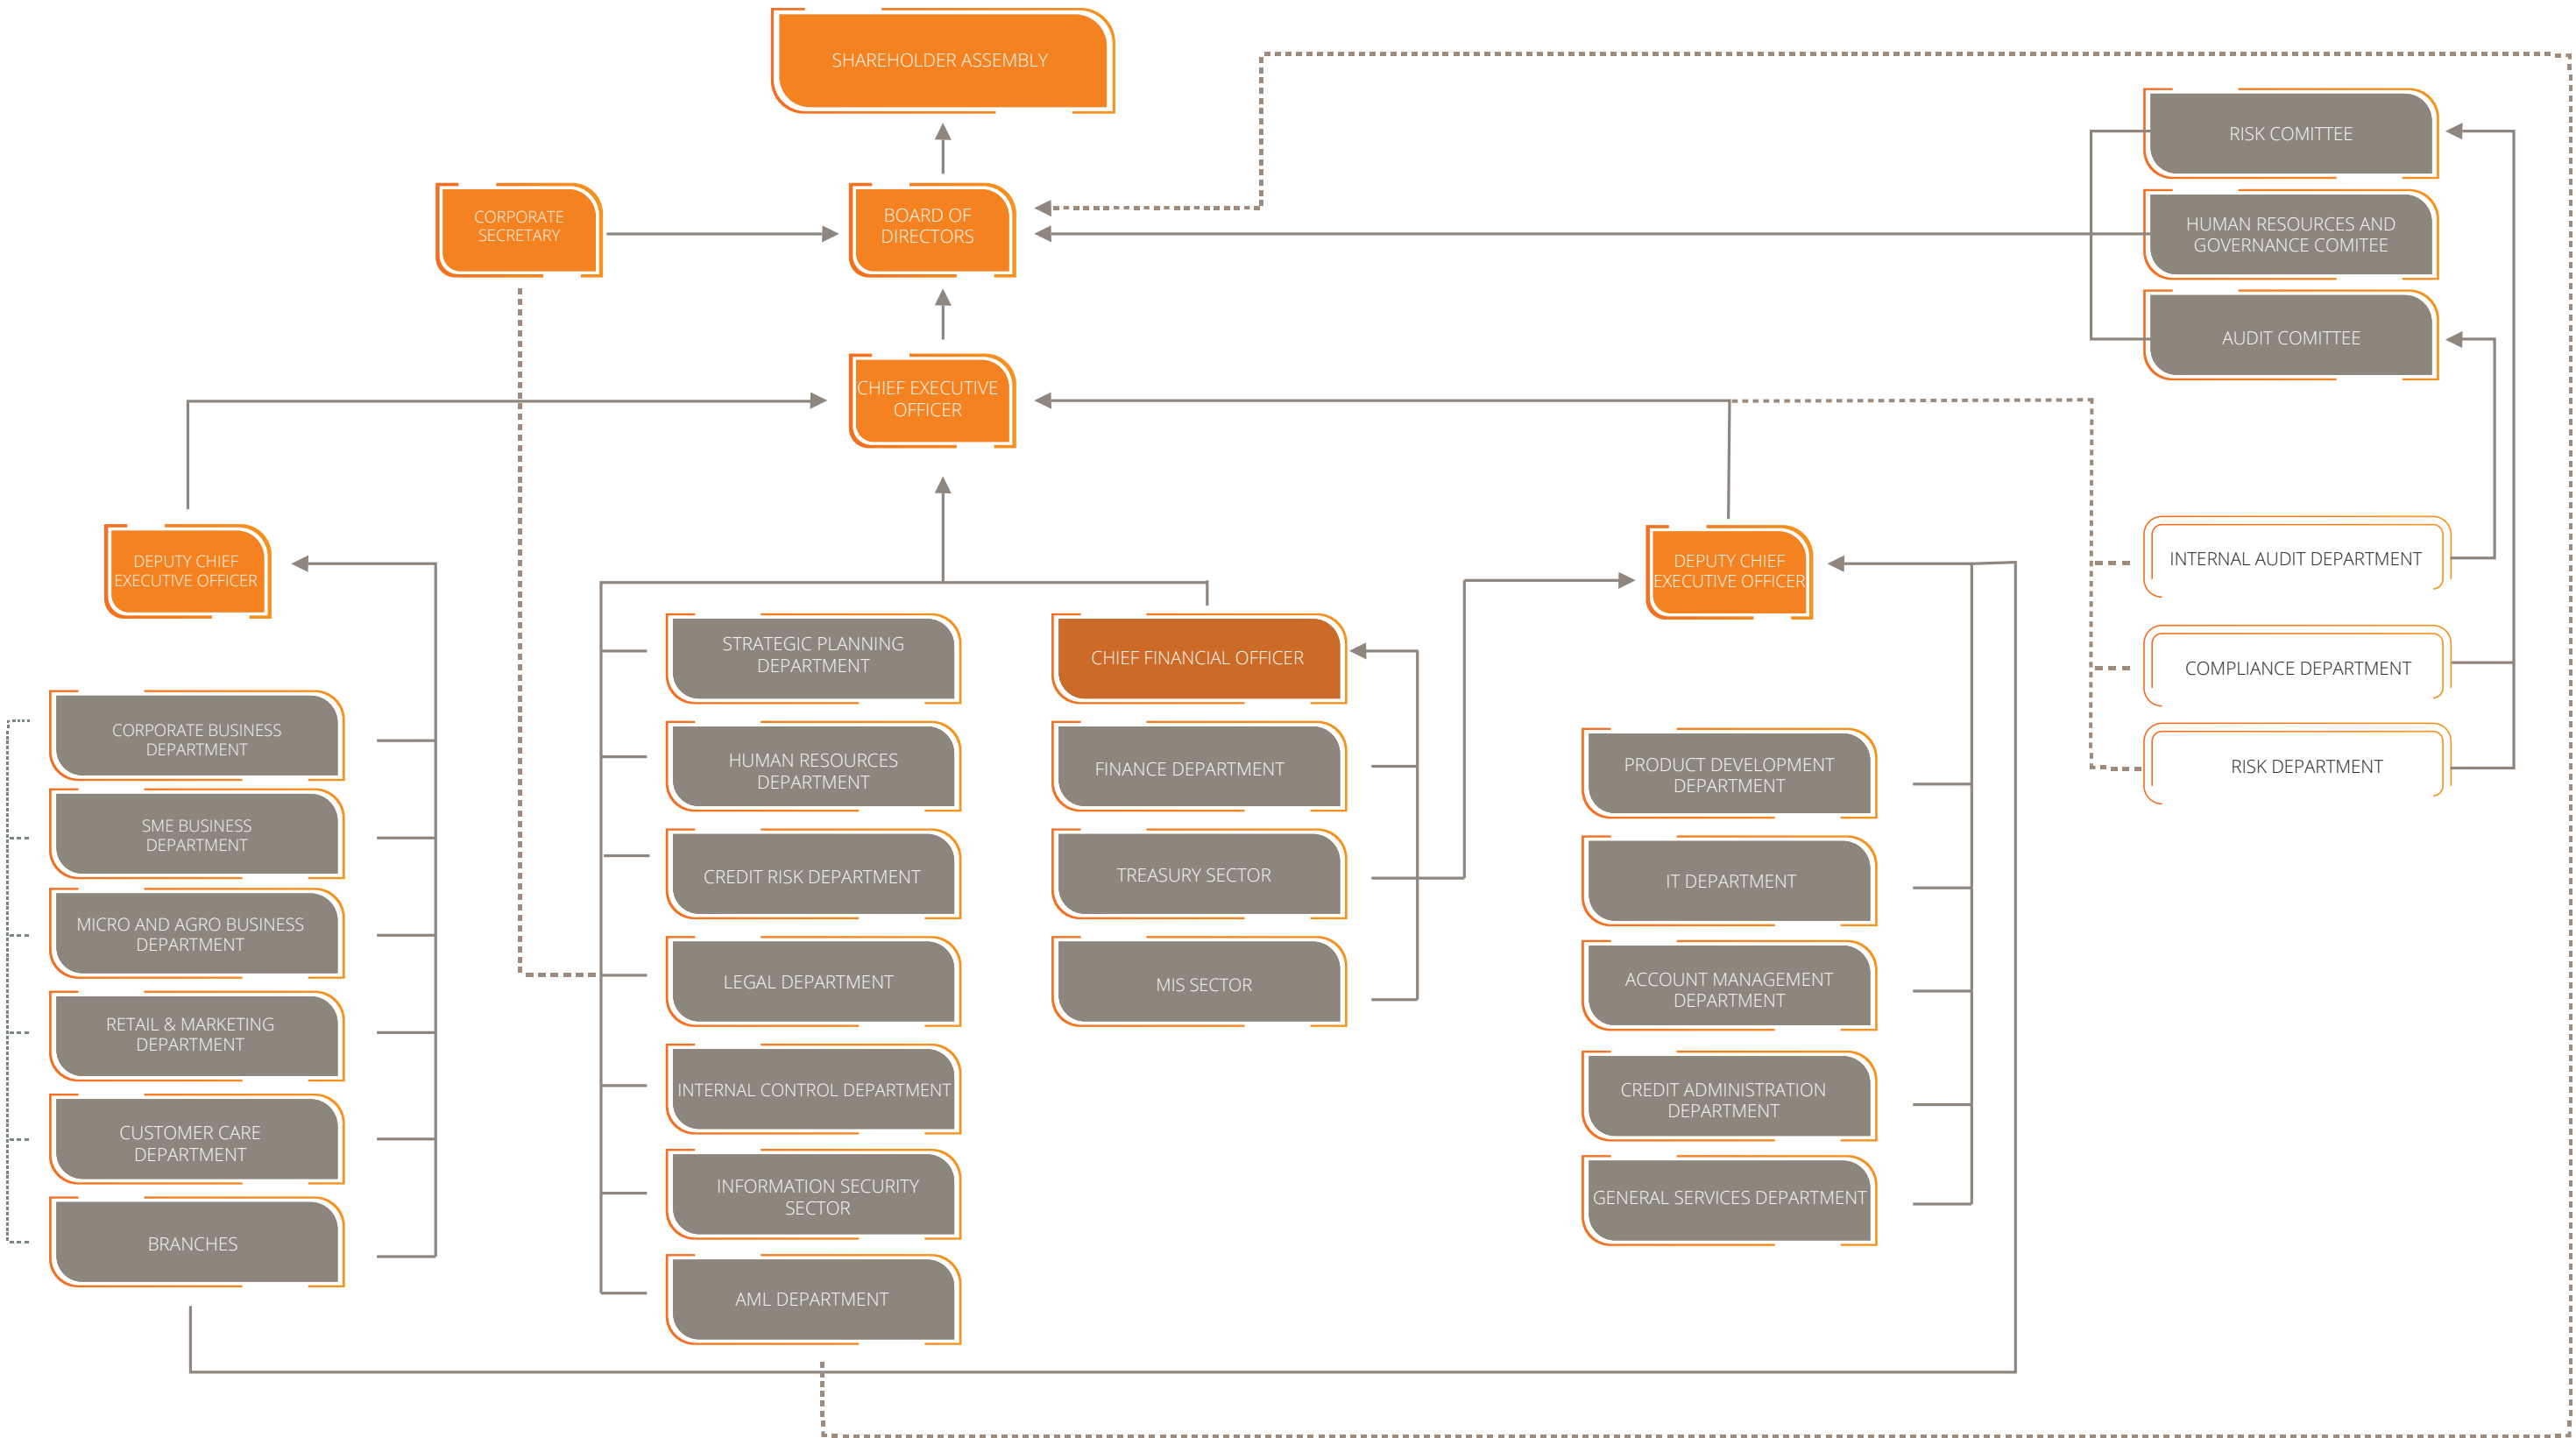 SHAREHOLDER ASSEMBLY
RISK COMITTEE
CORPORATE
SECRETARY
BOARD OF
DIRECTORS
HUMAN RESOURCES AND
GOVERNANCE COMITEE
AUDIT COMITTEE
CHIEF EXECUTIVE
OFFICER
DEPUTY CHIEF
EXECUTIVE OFFICER
DEPUTY CHIEF
EXECUTIVE OFFICER
INTERNAL AUDIT DEPARTMENT
COMPLIANCE DEPARTMENT
RISK DEPARTMENT
CORPORATE BUSINESS
DEPARTMENT
SME BUSINESS
DEPARTMENT
MICRO AND AGRO BUSINESS
DEPARTMENT
RETAIL & MARKETING
DEPARTMENT
CUSTOMER CARE
DEPARTMENT
BRANCHES
STRATEGIC PLANNING
DEPARTMENT
HUMAN RESOURCES
DEPARTMENT
CREDIT RISK DEPARTMENT
LEGAL DEPARTMENT
INTERNAL CONTROL DEPARTMENT
INFORMATION SECURITY
SECTOR
AML DEPARTMENT
CHIEF FINANCIAL OFFICER
FINANCE DEPARTMENT
TREASURY SECTOR
MIS SECTOR
PRODUCT DEVELOPMENT
DEPARTMENT
IT DEPARTMENT
ACCOUNT MANAGEMENT
DEPARTMENT
CREDIT ADMINISTRATION
DEPARTMENT
GENERAL SERVICES DEPARTMENT